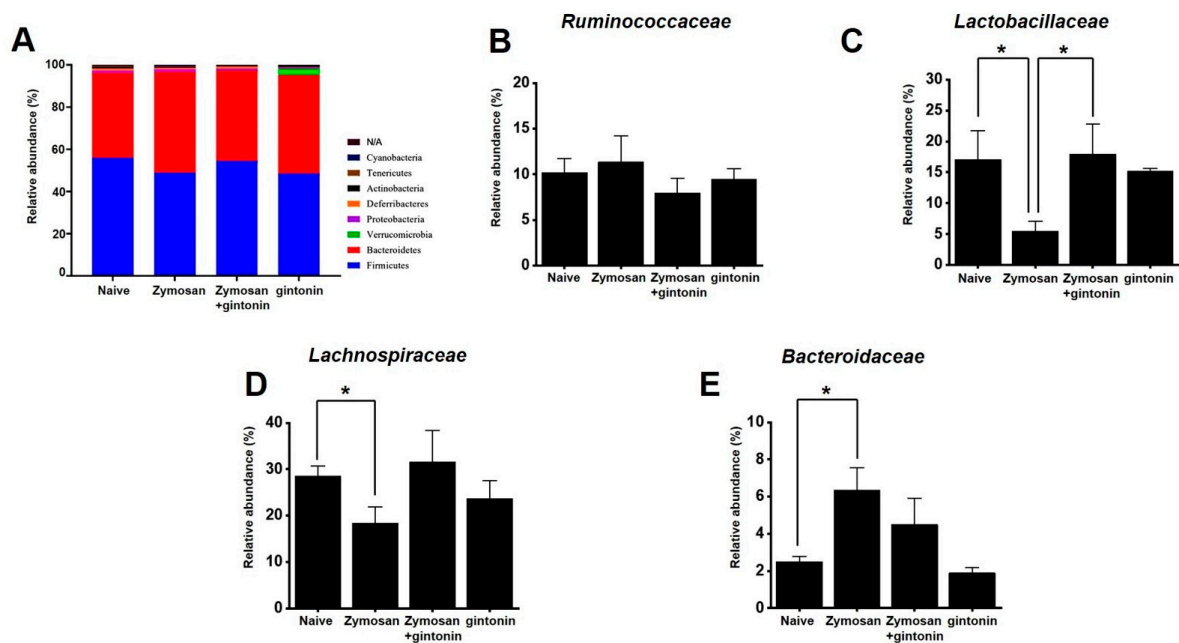 A
Relative abundance (%)
100
80
60
40
20
0
Naive
Zymosan
Zymosan
+gintonin
gintonin
N/A
Cyanobacteria
Tenericutes
Actinobacteria
Deferribacteres
Proteobacteria
Verrucomicrobia
Bacteroidetes
Firmicutes
B
Ruminococcaceae
Relative abundance (%)
20
15
10
5
0
Naive
Zymosan
Zymosan
+gintonin
gintonin
C
Lactobacillaceae
* *
Relative abundance (%)
30
25
20
15
10
5
0
Naive
Zymosan
Zymosan
+gintonin
gintonin
D
Lachnospiraceae
*
Relative abundance (%)
40
30
20
10
0
Naive
Zymosan
Zymosan
+gintonin
gintonin
E
Bacteroidaceae
*
Relative abundance (%)
10
8
6
4
2
0
Naive
Zymosan
Zymosan
+gintonin
gintonin